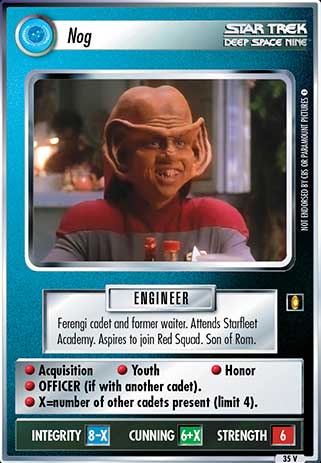 Nog
STAR TREK
DEEP SPACE NINE
NOT ENDORSED BY CBS OR PARAMOUNT PICTURES
ENGINEER
Ferengi cadet and former waiter. Attends Starfleet
Academy. Aspires to join Red Squad. Son of Rom.
• Acquisition • Youth • Honor
• OFFICER (if with another cadet).
• X=number of other cadets present (limit 4).
INTEGRITY 8-X CUNNING 6+X STRENGTH 6
35 V